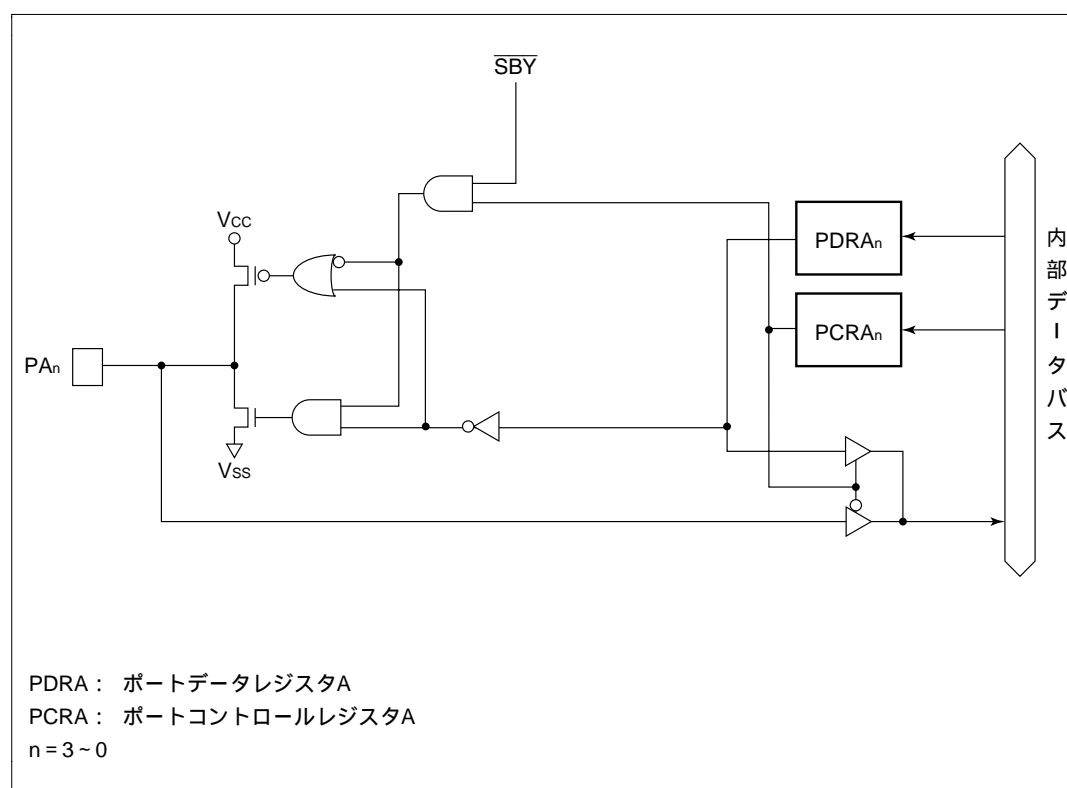 SBY
VCC
PDRAn
PCRAn
内部データバス
PAn
VSS
PDRA： ポートデータレジスタA
PCRA： ポートコントロールレジスタA
n = 3 ~ 0